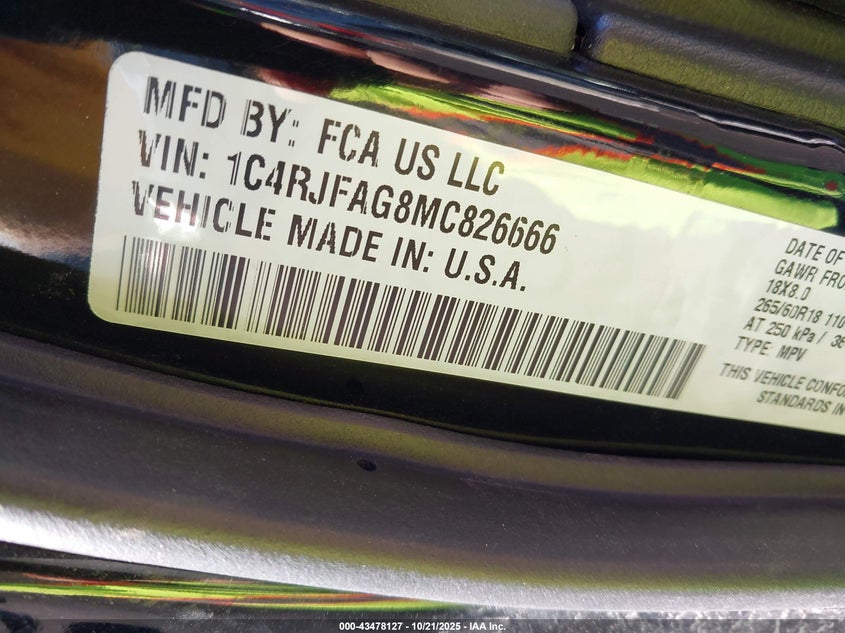 MFD BY: FCA US LLC
VIN: 1C4RJFAG8MC826666
VEHICLE MADE IN: U.S.A.
DATE OF
GAWR FRO
18X8.0
265/60R18 110
AT 250 kPa / 36
TYPE: MPV
THIS VEHICLE CONFO
STANDARDS IN
000-43478127 - 10/21/2025 - IAA Inc.